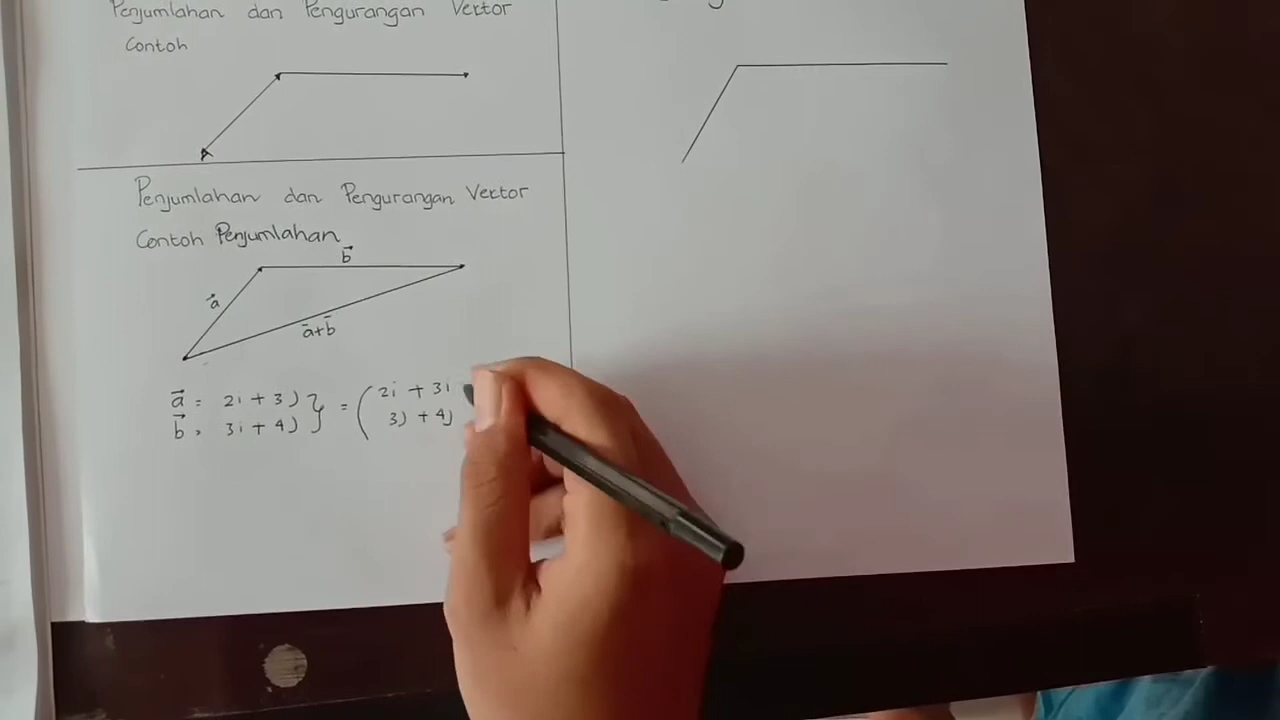 Penjumlahan dan Pengurangan Vector
Contoh
Penjumlahan dan Pengurangan Vector
Contoh Penjumlahan
b⃗
a⃗
a̅+b̅
a⃗ = 2i + 3j } = ( 2i + 3i
b⃗ = 3i + 4j 3j + 4j